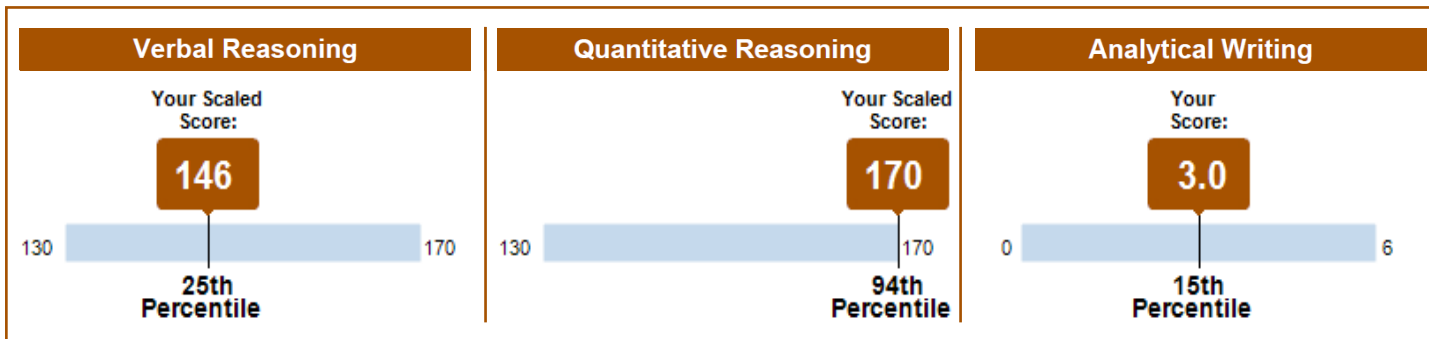 Verbal Reasoning
Your Scaled
Score:
146
130
170
25th
Percentile
Quantitative Reasoning
Your Scaled
Score:
170
130
170
94th
Percentile
Analytical Writing
Your
Score:
3.0
0
6
15th
Percentile